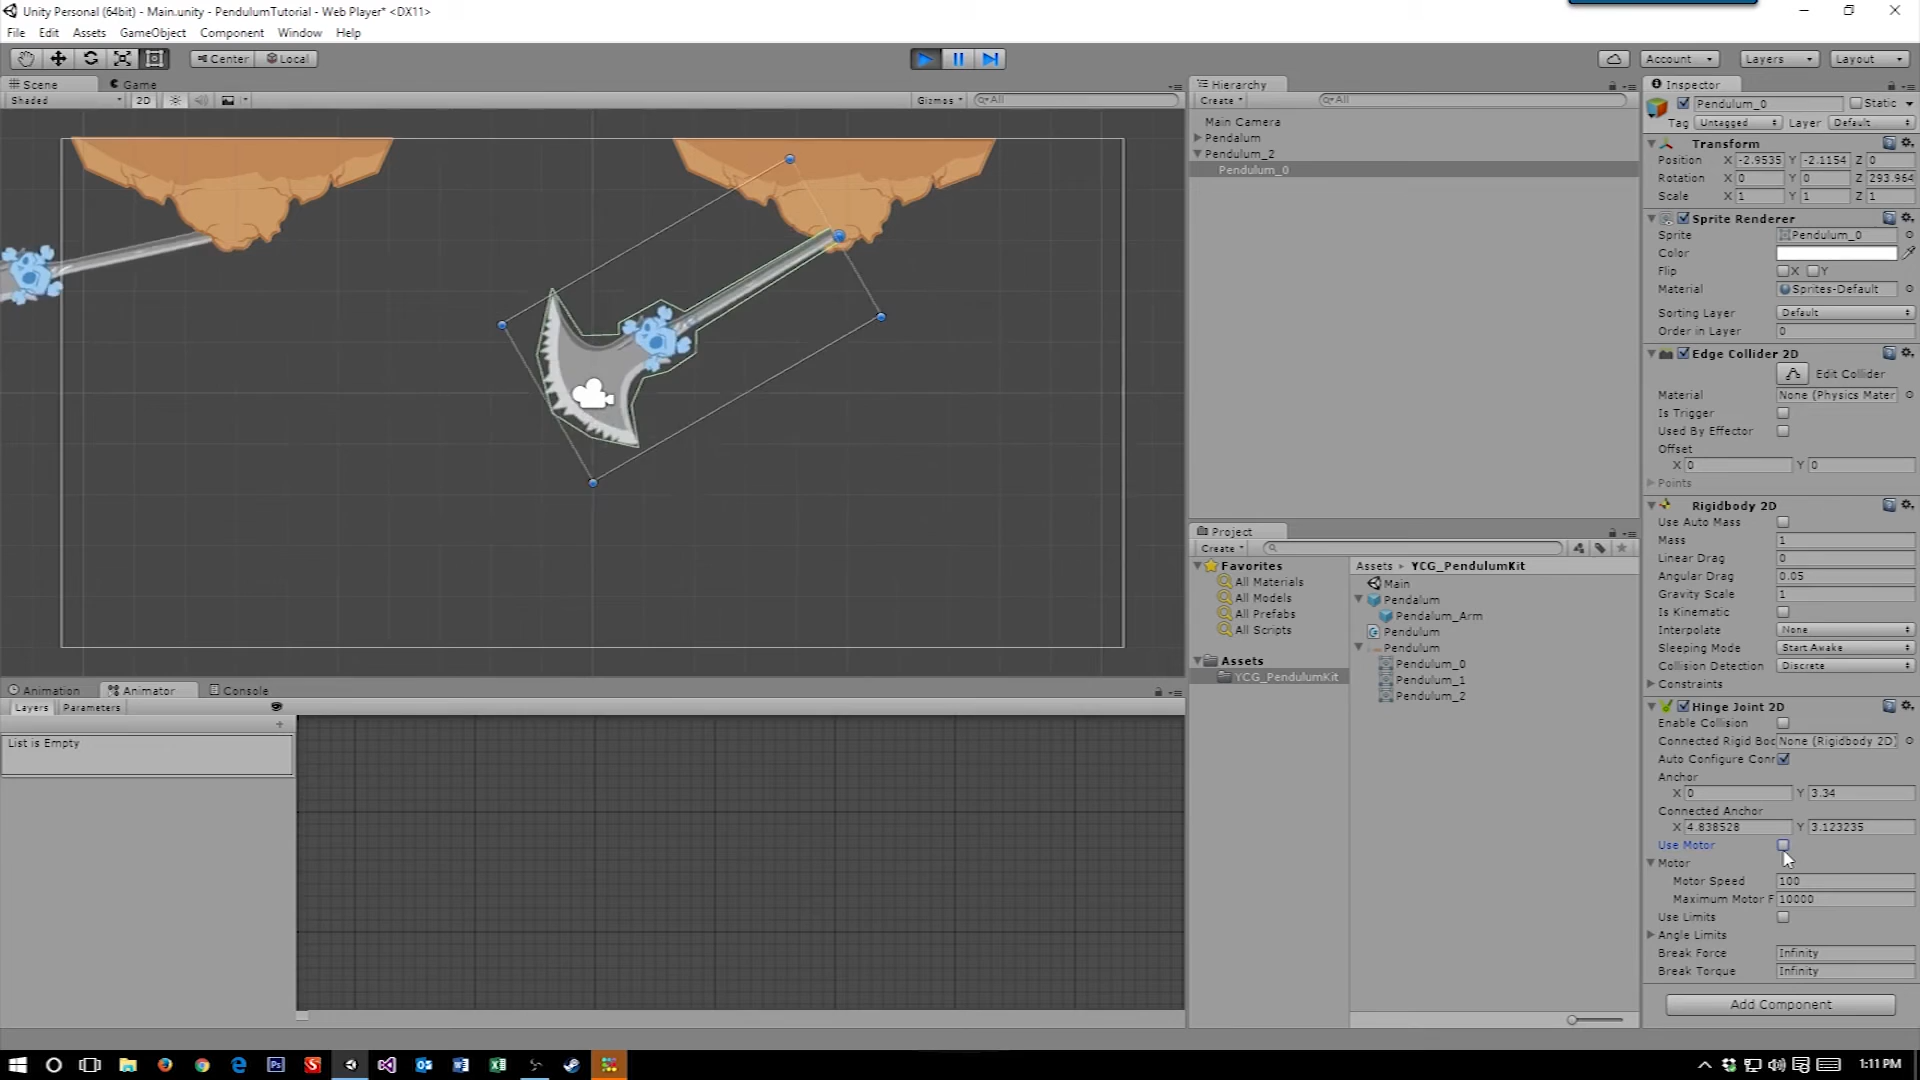 Unity Personal (64bit) - Main.unity - PendulumTutorial - Web Player* <DX11>
File Edit Assets GameObject Component Window Help
Center Local Account Layers Layout
Scene Game
Shaded 2D Gizmos All
Hierarchy
Create All
Main Camera
Pendalum
Pendulum_2
Pendulum_0
Project
Create
Favorites
All Materials
All Models
All Prefabs
All Scripts
Assets
YCG_PendulumKit
Assets YCG_PendulumKit
Main
Pendalum
Pendalum_Arm
Pendulum
Pendulum
Pendulum_0
Pendulum_1
Pendulum_2
Inspector
Pendulum_0 Static
Tag Untagged Layer Default
Transform
Position X -2.9535 Y -2.1154 Z 0
Rotation X 0 Y 0 Z 293.964
Scale X 1 Y 1 Z 1
Sprite Renderer
Sprite Pendulum_0
Color
Flip X Y
Material Sprites-Default
Sorting Layer Default
Order in Layer 0
Edge Collider 2D
Edit Collider
Material None (Physics Mater
Is Trigger
Used By Effector
Offset
X 0 Y 0
Points
Rigidbody 2D
Use Auto Mass
Mass 1
Linear Drag 0
Angular Drag 0.05
Gravity Scale 1
Is Kinematic
Interpolate None
Sleeping Mode Start Awake
Collision Detection Discrete
Constraints
Hinge Joint 2D
Enable Collision
Connected Rigid Boc None (Rigidbody 2D)
Auto Configure Conr
Anchor
X 0 Y 3.34
Connected Anchor
X 4.838528 Y 3.123235
Use Motor
Motor
Motor Speed 100
Maximum Motor F 10000
Use Limits
Angle Limits
Break Force Infinity
Break Torque Infinity
Add Component
Animation Animator Console
Layers Parameters
List is Empty
1:11 PM